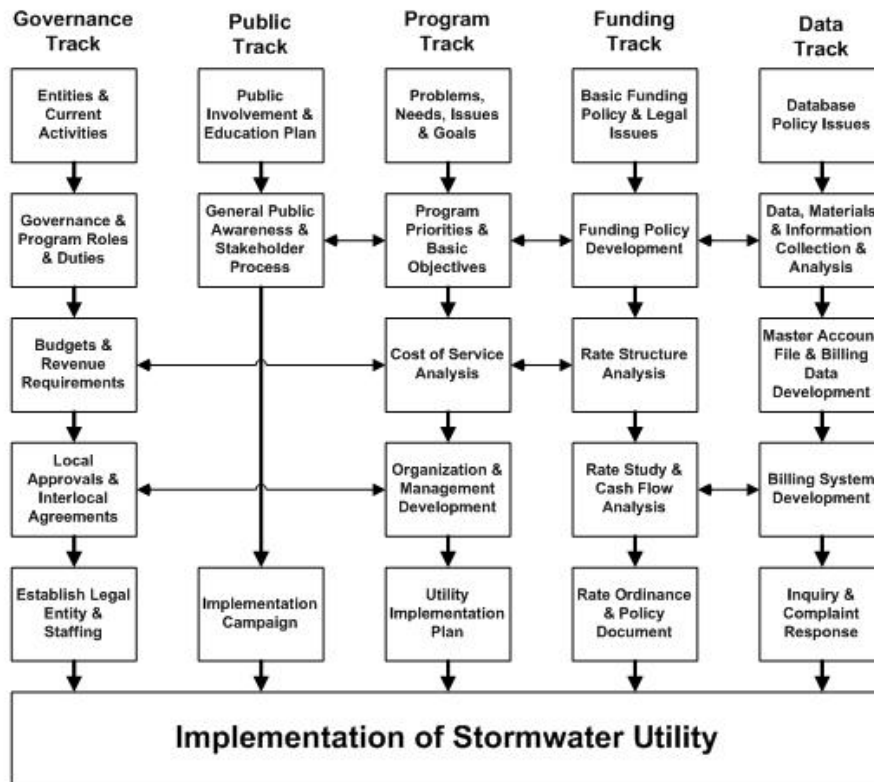 Governance
Track
Public
Track
Program
Track
Funding
Track
Data
Track
Entities &
Current
Activities
Public
Involvement &
Education Plan
Problems,
Needs, Issues
& Goals
Basic Funding
Policy & Legal
Issues
Database
Policy Issues
Governance &
Program Roles
& Duties
General Public
Awareness &
Stakeholder
Process
Program
Priorities &
Basic
Objectives
Funding Policy
Development
Data, Materials
& Information
Collection &
Analysis
Budgets &
Revenue
Requirements
Cost of Service
Analysis
Rate Structure
Analysis
Master Account
File & Billing
Data
Development
Local
Approvals &
Interlocal
Agreements
Organization &
Management
Development
Rate Study &
Cash Flow
Analysis
Billing System
Development
Establish Legal
Entity &
Staffing
Implementation
Campaign
Utility
Implementation
Plan
Rate Ordinance
& Policy
Document
Inquiry &
Complaint
Response
Implementation of Stormwater Utility